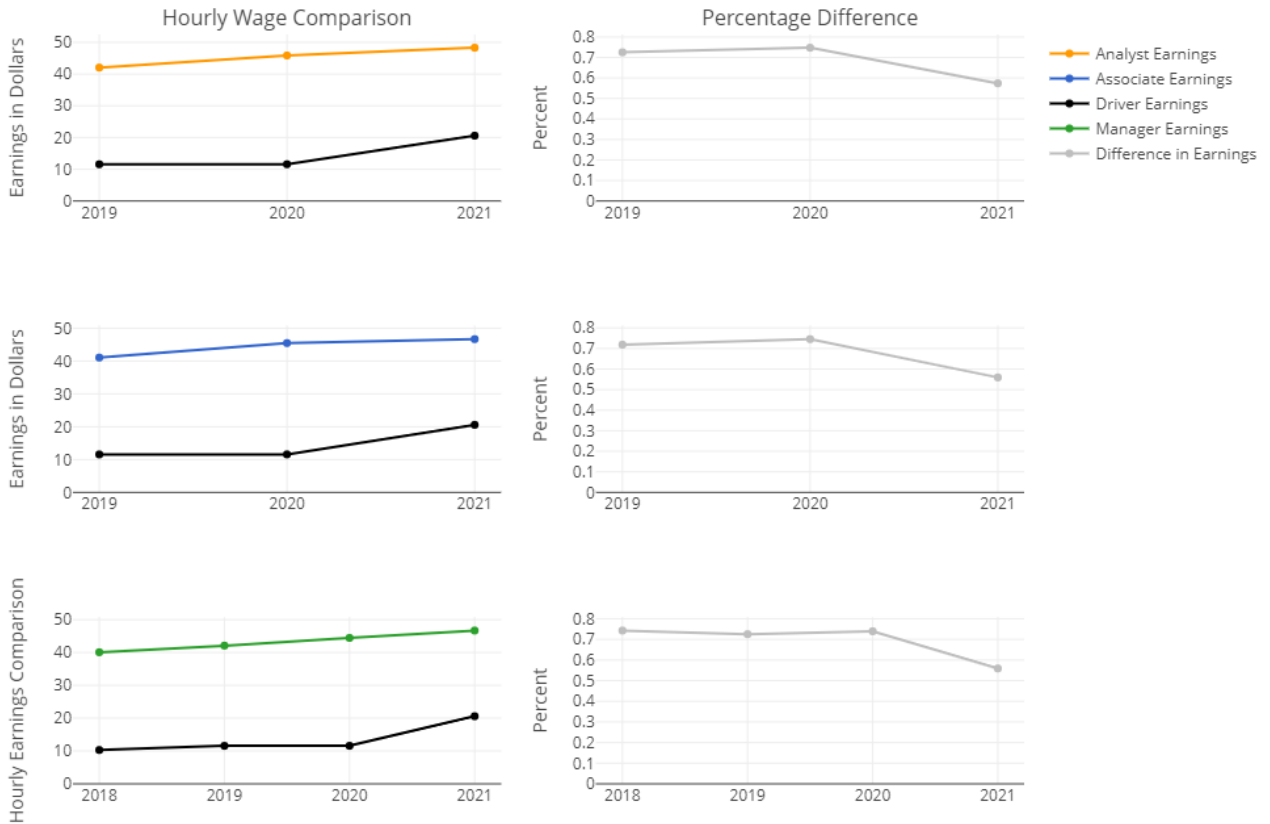 Hourly Wage Comparison
Percentage Difference
Earnings in Dollars
50
40
30
20
10
0
2019 2020 2021
Percent
0.8
0.7
0.6
0.5
0.4
0.3
0.2
0.1
0
2019 2020 2021
Analyst Earnings
Associate Earnings
Driver Earnings
Manager Earnings
Difference in Earnings
Earnings in Dollars
50
40
30
20
10
0
2019 2020 2021
Percent
0.8
0.7
0.6
0.5
0.4
0.3
0.2
0.1
0
2019 2020 2021
Hourly Earnings Comparison
50
40
30
20
10
0
2018 2019 2020 2021
Percent
0.8
0.7
0.6
0.5
0.4
0.3
0.2
0.1
0
2018 2019 2020 2021